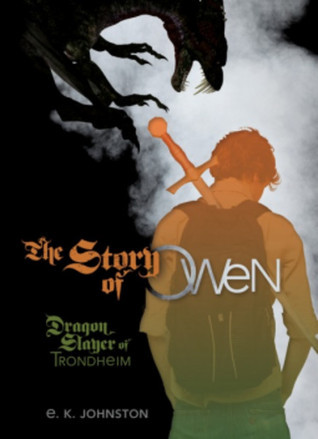 The Story
of OWeN
Dragon
Slayer of
TRONDHeIM
e. K. JOHNSTON